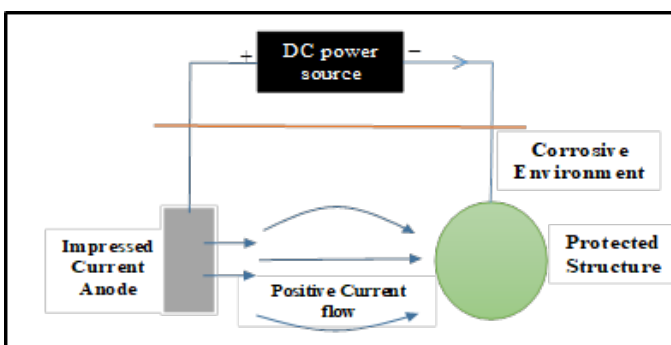 +
DC power
source
−
Corrosive
Environment
Impressed
Current
Anode
Positive Current
flow
Protected
Structure